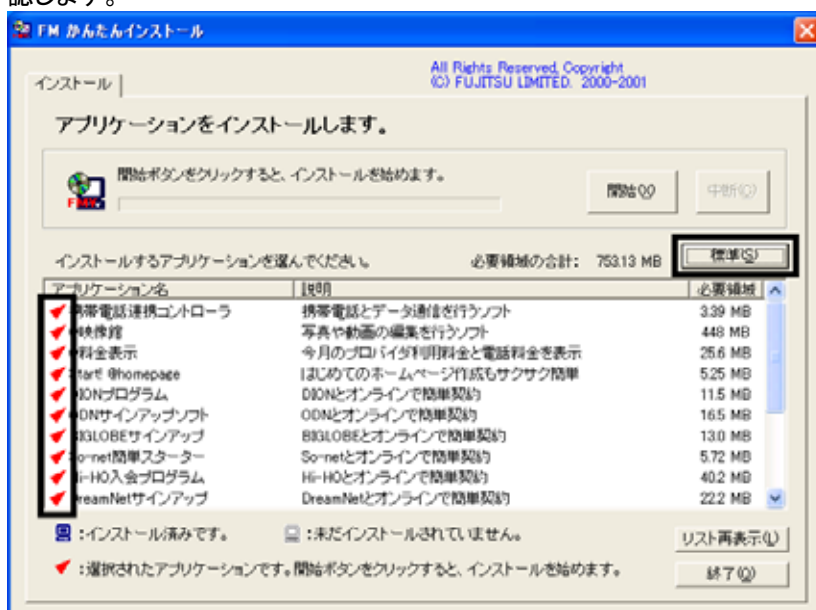 認します。
FM かんたんインストール
All Rights Reserved, Copyright
(C) FUJITSU LIMITED. 2000-2001
インストール
アプリケーションをインストールします。
開始ボタンをクリックすると、インストールを始めます。
FMV
開始(X) 中断(C)
インストールするアプリケーションを選んでください。 必要領域の合計: 753.13 MB 標準(S)
アプリケーション名 説明 必要領域
携帯電話連携コントローラ 携帯電話とデータ通信を行うソフト 3.39 MB
映像館 写真や動画の編集を行うソフト 448 MB
料金表示 今月のプロバイダ利用料金と電話料金を表示 25.6 MB
tart! @homepage はじめてのホームページ作成もサクサク簡単 5.25 MB
IONプログラム DIONとオンラインで簡単契約 11.5 MB
DNサインアップソフト ODNとオンラインで簡単契約 16.5 MB
IGLOBEサインアップ BIGLOBEとオンラインで簡単契約 13.0 MB
o-net簡単スターター So-netとオンラインで簡単契約 5.72 MB
i-HO入会プログラム Hi-HOとオンラインで簡単契約 40.2 MB
reamNetサインアップ DreamNetとオンラインで簡単契約 22.2 MB
:インストール済みです。 :未だインストールされていません。 リスト再表示(L)
:選択されたアプリケーションです。開始ボタンをクリックすると、インストールを始めます。 終了(Q)